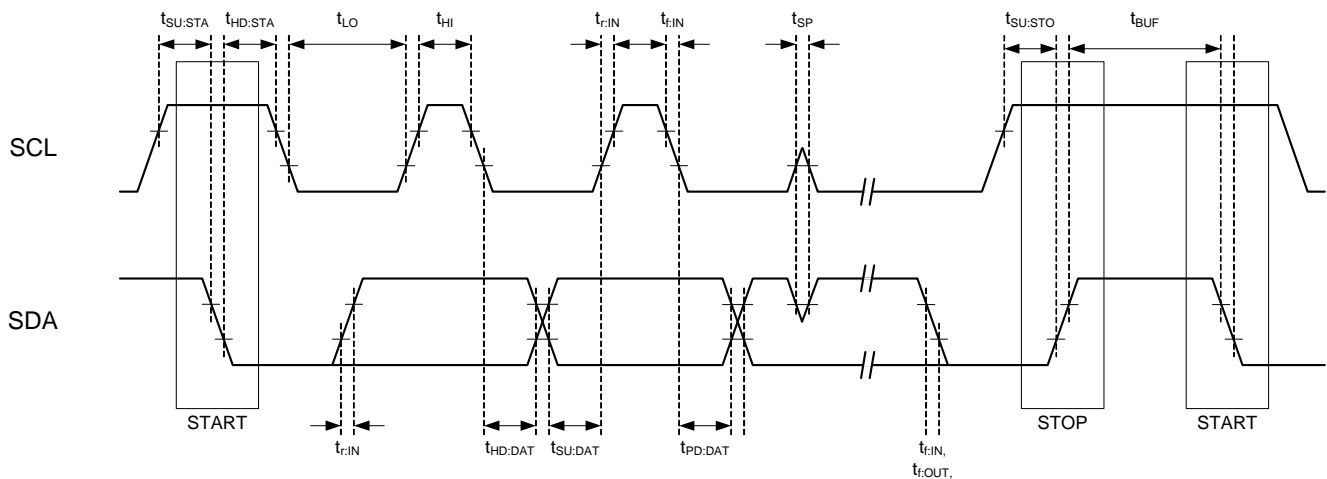 tSU:STA tHD:STA tLO tHI tr:IN tf:IN tSP tSU:STO tBUF
SCL
SDA
START STOP START
tr:IN tHD:DAT tSU:DAT tPD:DAT tf:IN,
tf:OUT,